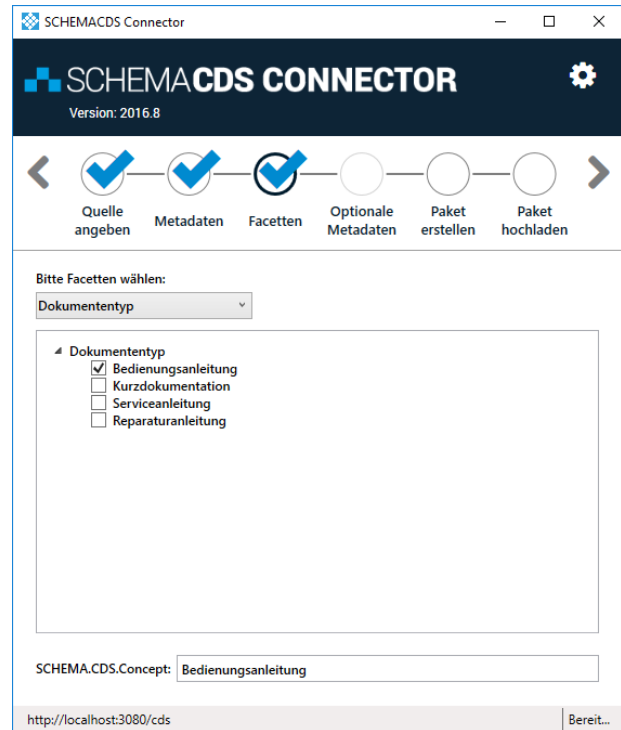 SCHEMACDS Connector
SCHEMACDS CONNECTOR
Version: 2016.8
Quelle angeben
Metadaten
Facetten
Optionale Metadaten
Paket erstellen
Paket hochladen
Bitte Facetten wählen:
Dokumententyp
Dokumententyp
Bedienungsanleitung
Kurzdokumentation
Serviceanleitung
Reparaturanleitung
SCHEMA.CDS.Concept: Bedienungsanleitung
http://localhost:3080/cds Bereit...